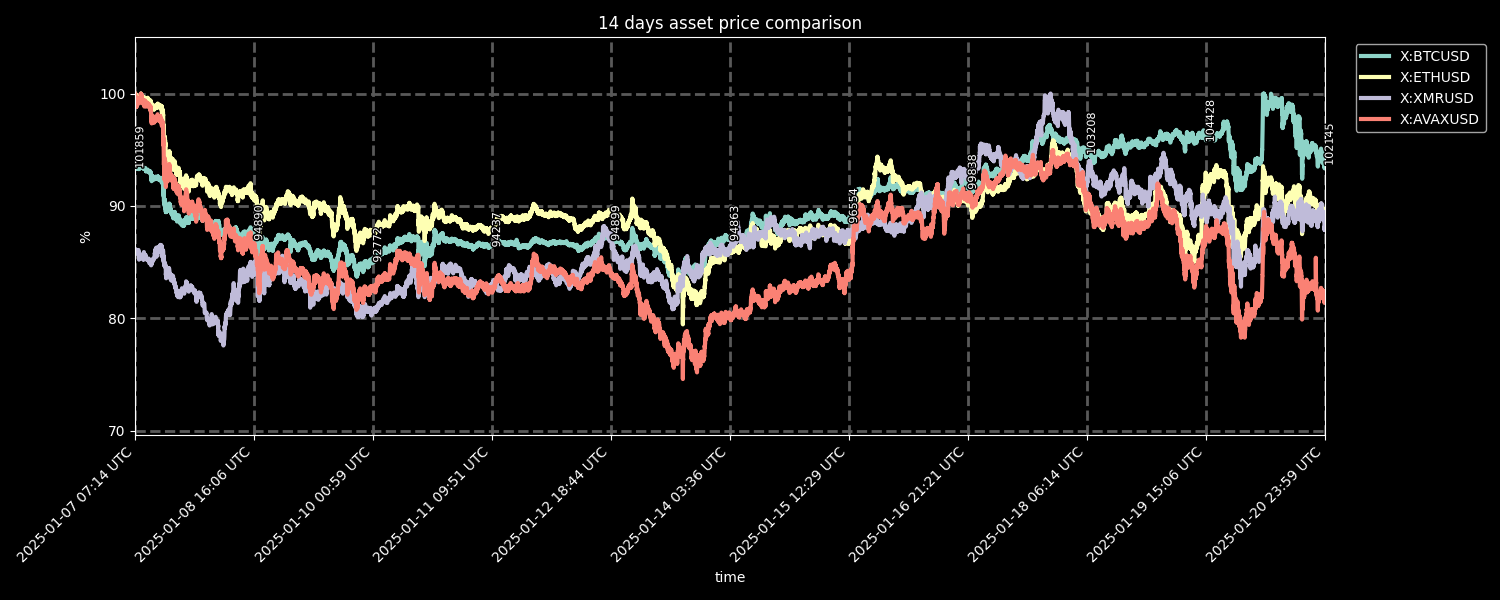 14 days asset price comparison
X:BTCUSD
X:ETHUSD
X:XMRUSD
X:AVAXUSD
100
90
80
70
%
101859
94890
92772
94237
94899
94863
96554
99838
103208
104428
102145
2025-01-07 07:14 UTC
2025-01-08 16:06 UTC
2025-01-10 00:59 UTC
2025-01-11 09:51 UTC
2025-01-12 18:44 UTC
2025-01-14 03:36 UTC
2025-01-15 12:29 UTC
2025-01-16 21:21 UTC
2025-01-18 06:14 UTC
2025-01-19 15:06 UTC
2025-01-20 23:59 UTC
time